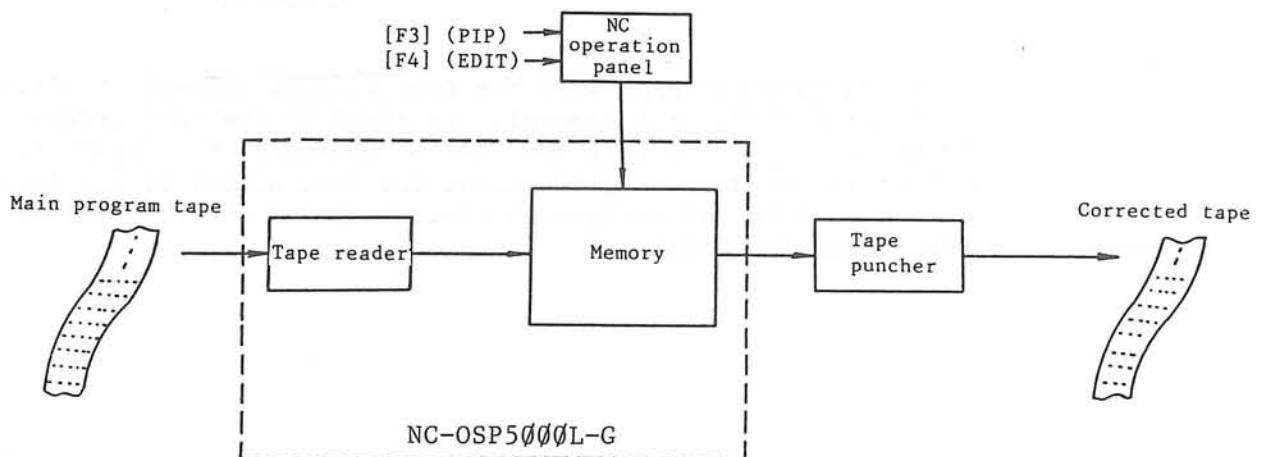 [F3] (PIP)
[F4] (EDIT)
NC
operation
panel
Main program tape
Tape reader
Memory
Tape
puncher
Corrected tape
NC-OSP5ØØØL-G